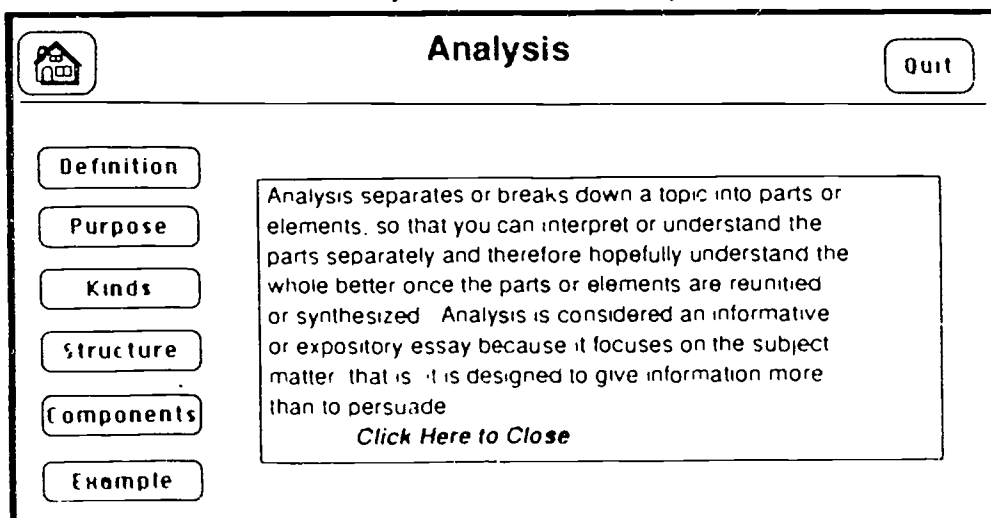 Analysis
Quit
Definition
Purpose
Kinds
Structure
Components
Example
Analysis separates or breaks down a topic into parts or
elements. so that you can interpret or understand the
parts separately and therefore hopefully understand the
whole better once the parts or elements are reunitied
or synthesized Analysis is considered an informative
or expository essay because it focuses on the subject
matter that is it is designed to give information more
than to persuade
Click Here to Close